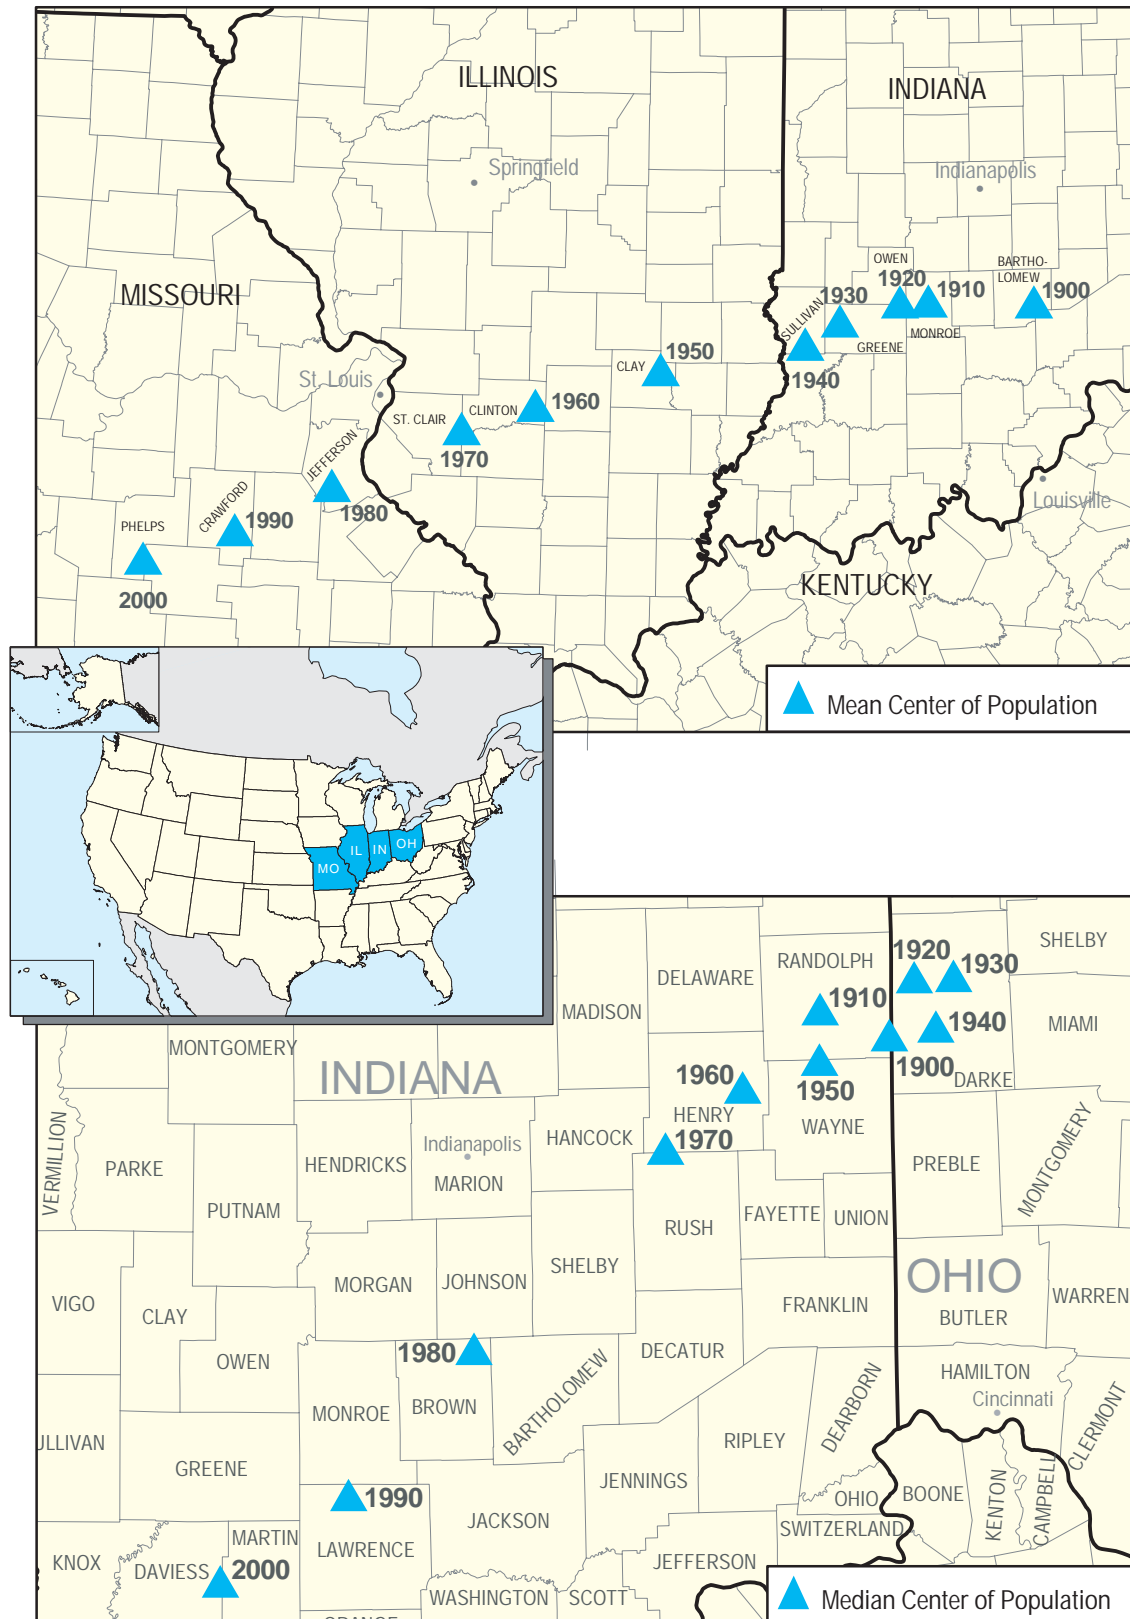 ILLINOIS
INDIANA
Springfield
Indianapolis
OWEN
BARTHO-
LOMEW
1920
1930
1910
1900
MISSOURI
SULLIVAN
MONROE
GREENE
1950
CLAY
1940
St. Louis
1960
CLINTON
ST. CLAIR
1970
JEFFERSON
Louisville
CRAWFORD
1980
1990
PHELPS
KENTUCKY
2000
Mean Center of Population
MO
IL
IN
OH
SHELBY
1920
1930
RANDOLPH
DELAWARE
1910
MADISON
1940
MIAMI
MONTGOMERY
INDIANA
1960
1900
1950
DARKE
HENRY
WAYNE
1970
MONTGOMERY
VERMILLION
HANCOCK
Indianapolis
PARKE
HENDRICKS
MARION
PREBLE
PUTNAM
RUSH
FAYETTE
UNION
SHELBY
MORGAN
JOHNSON
OHIO
VIGO
CLAY
FRANKLIN
WARREN
BUTLER
1980
DECATUR
OWEN
HAMILTON
Cincinnati
BROWN
BARTHOLOMEW
DEARBORN
CLERMONT
MONROE
ULLIVAN
RIPLEY
GREENE
JENNINGS
1990
OHIO
BOONE
KENTON
CAMPBELL
JACKSON
SWITZERLAND
MARTIN
LAWRENCE
KNOX
DAVIESS
2000
JEFFERSON
WASHINGTON
SCOTT
Median Center of Population
ORANGE